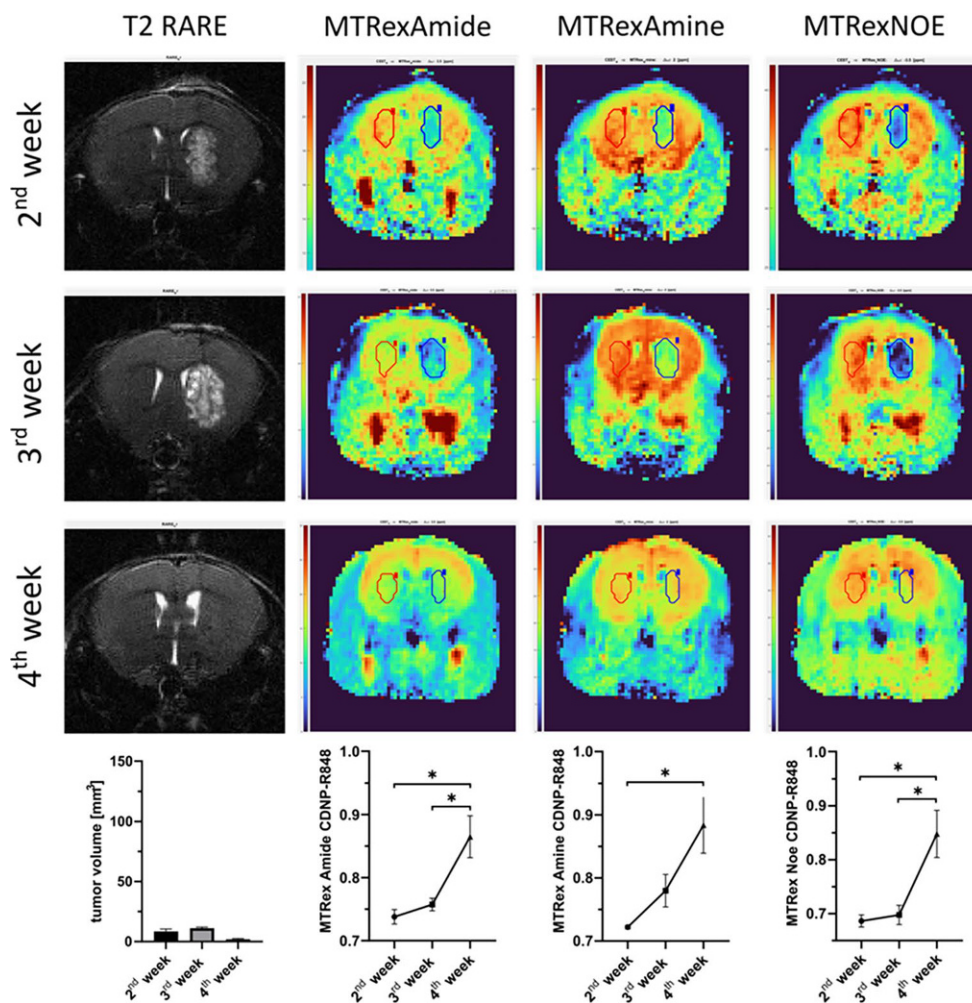 T2 RARE MTRexAmide MTRexAmine MTRexNOE
2nd week
3rd week
4th week
tumor volume [mm³]
150
100
50
0
2nd week 3rd week 4th week
MTRex Amide CDNP-R848
1.0
0.9
0.8
0.7
* *
2nd week 3rd week 4th week
MTRex Amine CDNP-R848
1.0
0.9
0.8
0.7
*
2nd week 3rd week 4th week
MTRex Noe CDNP-R848
1.0
0.9
0.8
0.7
* *
2nd week 3rd week 4th week